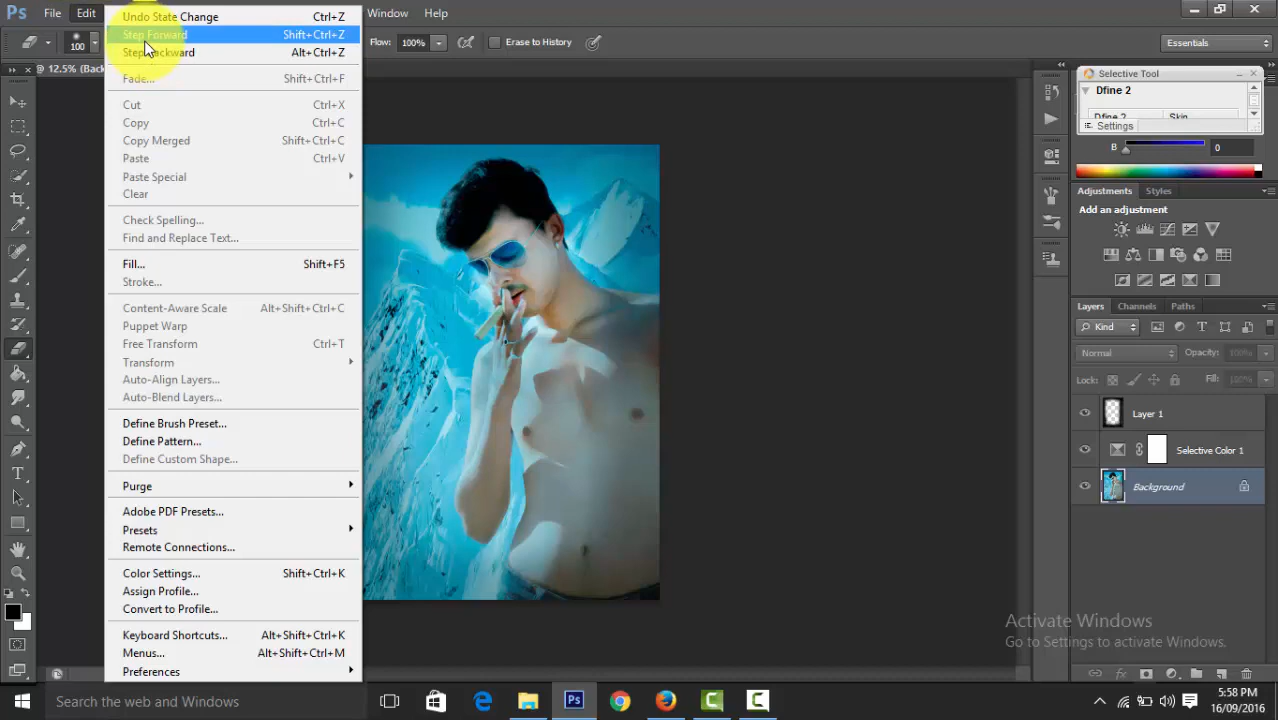 Ps File Edit Window Help
Undo State Change Ctrl+Z
Step Forward Shift+Ctrl+Z
Step Backward Alt+Ctrl+Z
Fade... Shift+Ctrl+F
Cut Ctrl+X
Copy Ctrl+C
Copy Merged Shift+Ctrl+C
Paste Ctrl+V
Paste Special
Clear
Check Spelling...
Find and Replace Text...
Fill... Shift+F5
Stroke...
Content-Aware Scale Alt+Shift+Ctrl+C
Puppet Warp
Free Transform Ctrl+T
Transform
Auto-Align Layers...
Auto-Blend Layers...
Define Brush Preset...
Define Pattern...
Define Custom Shape...
Purge
Adobe PDF Presets...
Presets
Remote Connections...
Color Settings... Shift+Ctrl+K
Assign Profile...
Convert to Profile...
Keyboard Shortcuts... Alt+Shift+Ctrl+K
Menus... Alt+Shift+Ctrl+M
Preferences
100
Flow: 100% Erase to History
Essentials
@ 12.5% (Back
Selective Tool
Dfine 2
Dfine 2 Skin
Settings
B 0
Adjustments Styles
Add an adjustment
Layers Channels Paths
Kind
Normal Opacity: 100%
Lock: Fill: 100%
Layer 1
Selective Color 1
Background
Activate Windows
Go to Settings to activate Windows.
Search the web and Windows
Ps
5:58 PM
16/09/2016